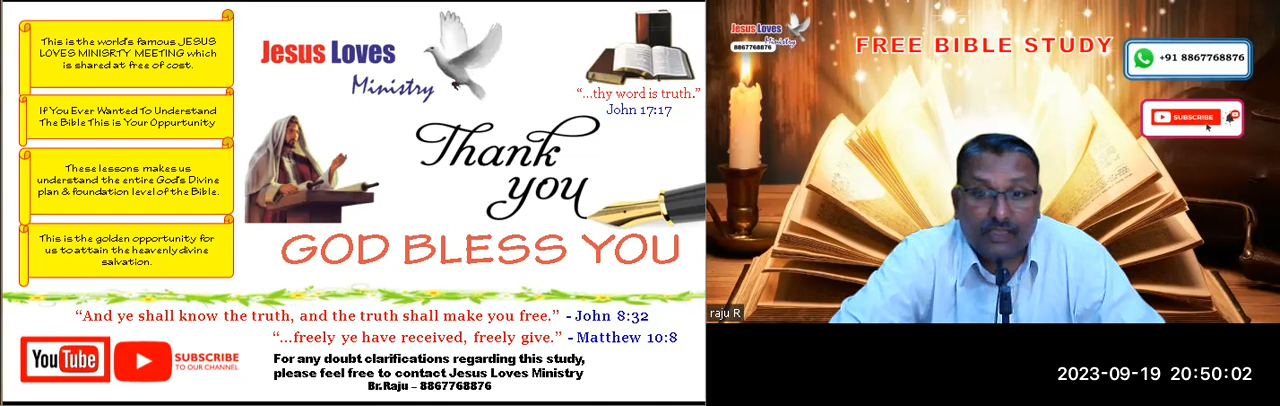 This is the world's famous JESUS
LOVES MINISRTY MEETING which
is shared at free of cost.
If You Ever Wanted To Understand
The Bible This is Your Oppurtunity
These lessons makes us
understand the entire God's Divine
plan & foundation level of the Bible.
This is the golden opportunity for
us to attain the heavenly divine
salvation.
Jesus Loves
Ministry
"...thy word is truth."
John 17:17
Thank
you
GOD BLESS YOU
"And ye shall know the truth, and the truth shall make you free." - John 8:32
"...freely ye have received, freely give." - Matthew 10:8
You Tube
SUBSCRIBE
TO OUR CHANNEL
For any doubt clarifications regarding this study,
please feel free to contact Jesus Loves Ministry
Br.Raju – 8867768876
Jesus Loves
Ministry
8867768876
FREE BIBLE STUDY
+91 8867768876
SUBSCRIBE
raju R
2023-09-19 20:50:02